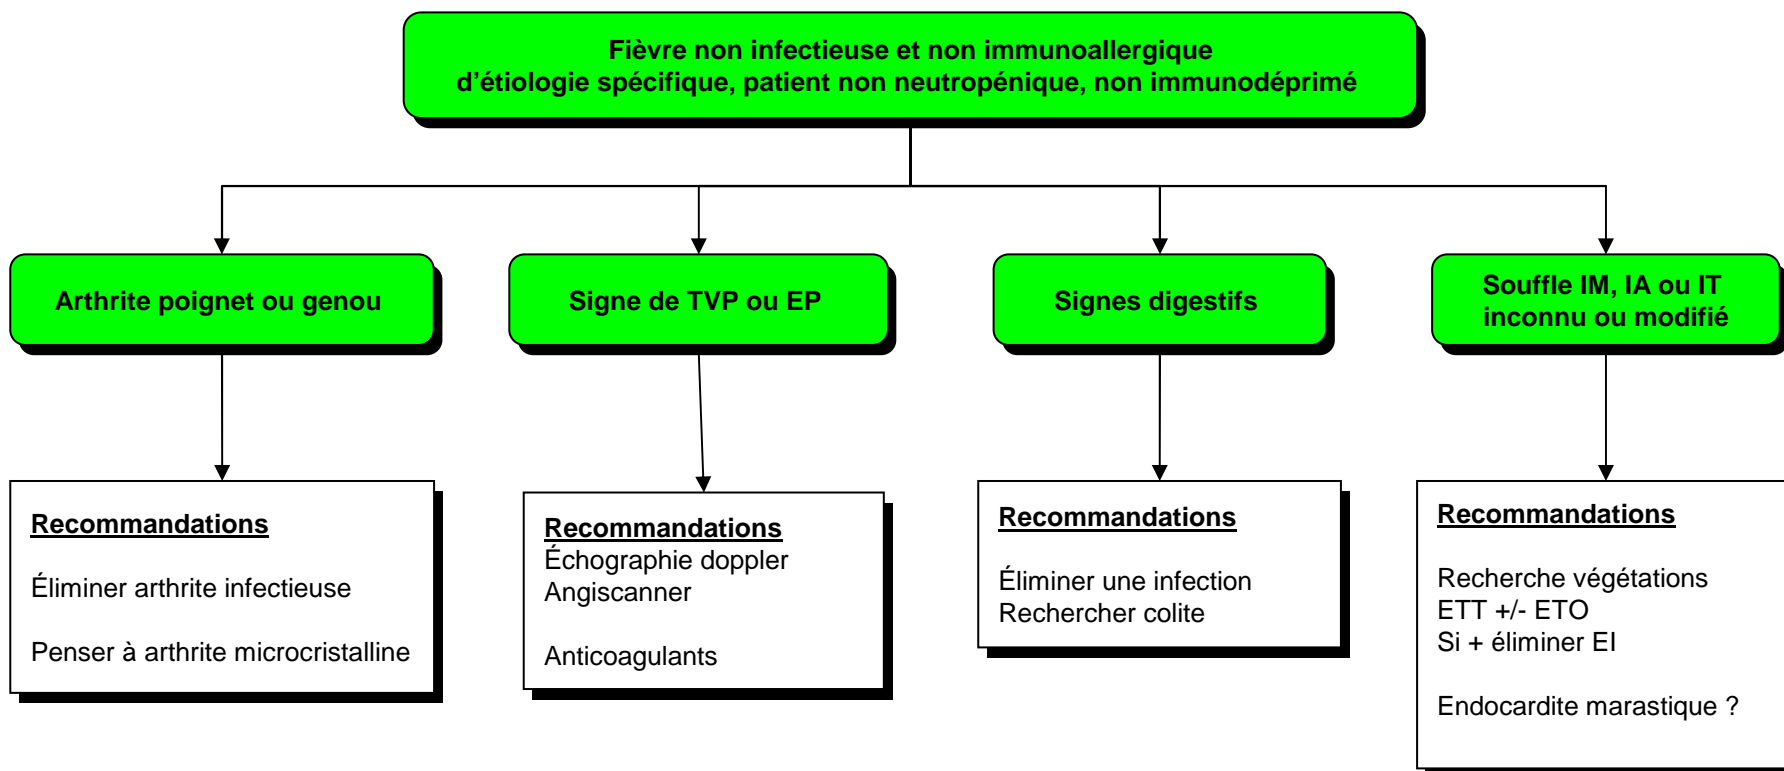 Fièvre non infectieuse et non immunoallergique
d’étiologie spécifique, patient non neutropénique, non immunodéprimé
Arthrite poignet ou genou
Signe de TVP ou EP
Signes digestifs
Souffle IM, IA ou IT
inconnu ou modifié
Recommandations
Éliminer arthrite infectieuse
Penser à arthrite microcristalline
Recommandations
Échographie doppler
Angiscanner
Anticoagulants
Recommandations
Éliminer une infection
Rechercher colite
Recommandations
Recherche végétations
ETT +/- ETO
Si + éliminer EI
Endocardite marastique ?